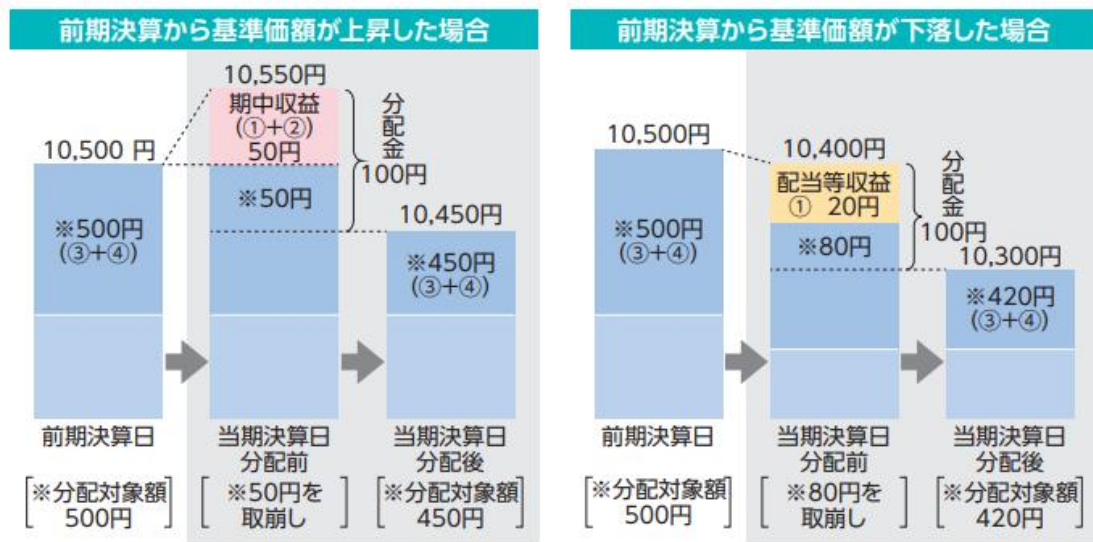 前期決算から基準価額が上昇した場合
10,550円
期中収益
(①+②)
50円
分配金
100円
10,500 円
※500円
(③+④)
※50円
10,450円
※450円
(③+④)
前期決算日
当期決算日
分配前
当期決算日
分配後
※分配対象額
500円
※50円を
取崩し
※分配対象額
450円
前期決算から基準価額が下落した場合
10,500円
10,400円
配当等収益
① 20円
分配金
100円
※500円
(③+④)
※80円
10,300円
※420円
(③+④)
前期決算日
当期決算日
分配前
当期決算日
分配後
※分配対象額
500円
※80円を
取崩し
※分配対象額
420円